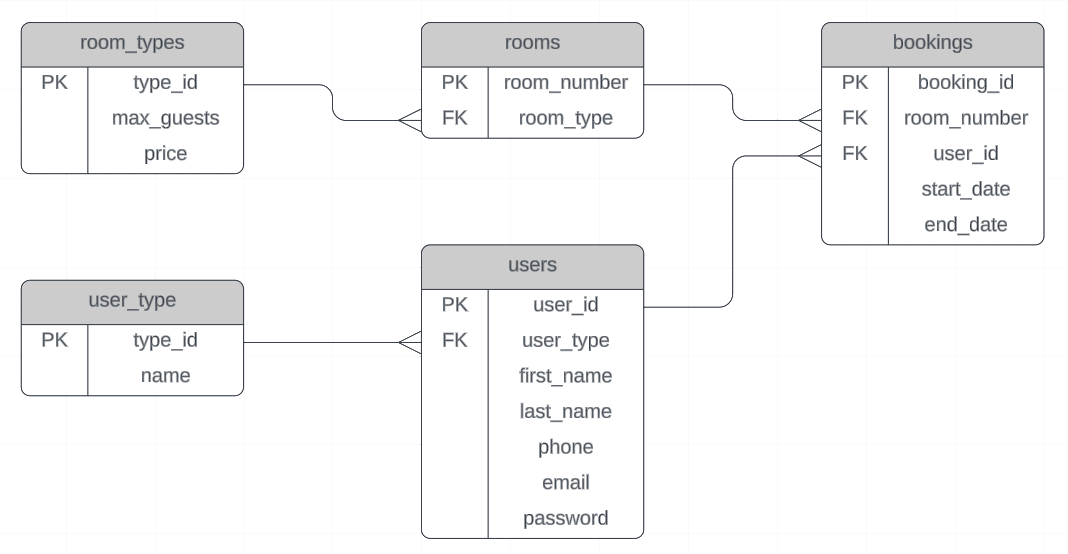 room_types
PK type_id
max_guests
price
rooms
PK room_number
FK room_type
bookings
PK booking_id
FK room_number
FK user_id
start_date
end_date
user_type
PK type_id
name
users
PK user_id
FK user_type
first_name
last_name
phone
email
password